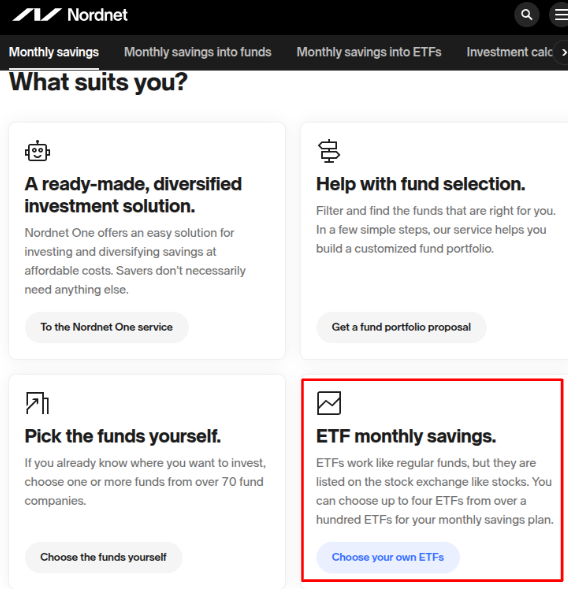 Nordnet
Monthly savings
Monthly savings into funds
Monthly savings into ETFs
Investment calc
What suits you?
A ready-made, diversified
investment solution.
Nordnet One offers an easy solution for
investing and diversifying savings at
affordable costs. Savers don't necessarily
need anything else.
To the Nordnet One service
Help with fund selection.
Filter and find the funds that are right for you.
In a few simple steps, our service helps you
build a customized fund portfolio.
Get a fund portfolio proposal
Pick the funds yourself.
If you already know where you want to invest,
choose one or more funds from over 70 fund
companies.
Choose the funds yourself
ETF monthly savings.
ETFs work like regular funds, but they are
listed on the stock exchange like stocks. You
can choose up to four ETFs from over a
hundred ETFs for your monthly savings plan.
Choose your own ETFs